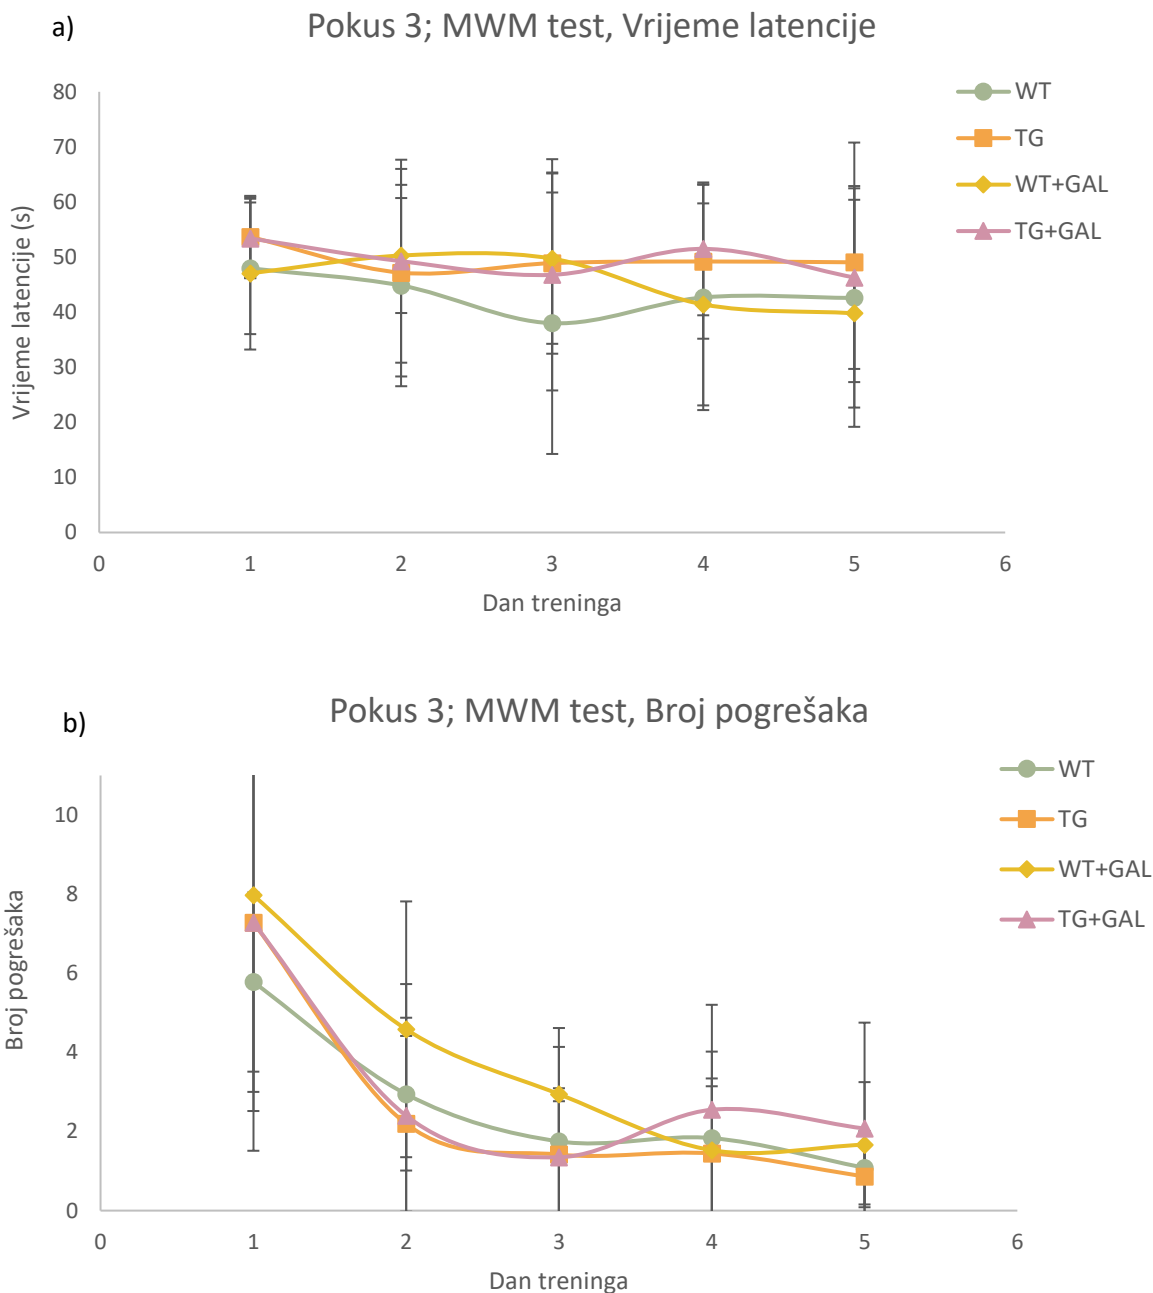 a)
Pokus 3; MWM test, Vrijeme latencije
80
70
60
50
40
30
20
10
0
Vrijeme latencije (s)
0 1 2 3 4 5 6
Dan treninga
WT
TG
WT+GAL
TG+GAL
b)
Pokus 3; MWM test, Broj pogrešaka
10
8
6
4
2
0
Broj pogrešaka
0 1 2 3 4 5 6
Dan treninga
WT
TG
WT+GAL
TG+GAL